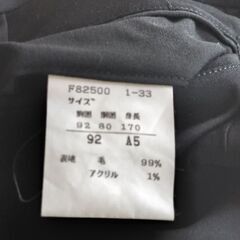 F82500 1-33
サイズ
胸囲 胴囲 身長
92 80 170
92 A5
表地 毛 99%
アクリル 1%